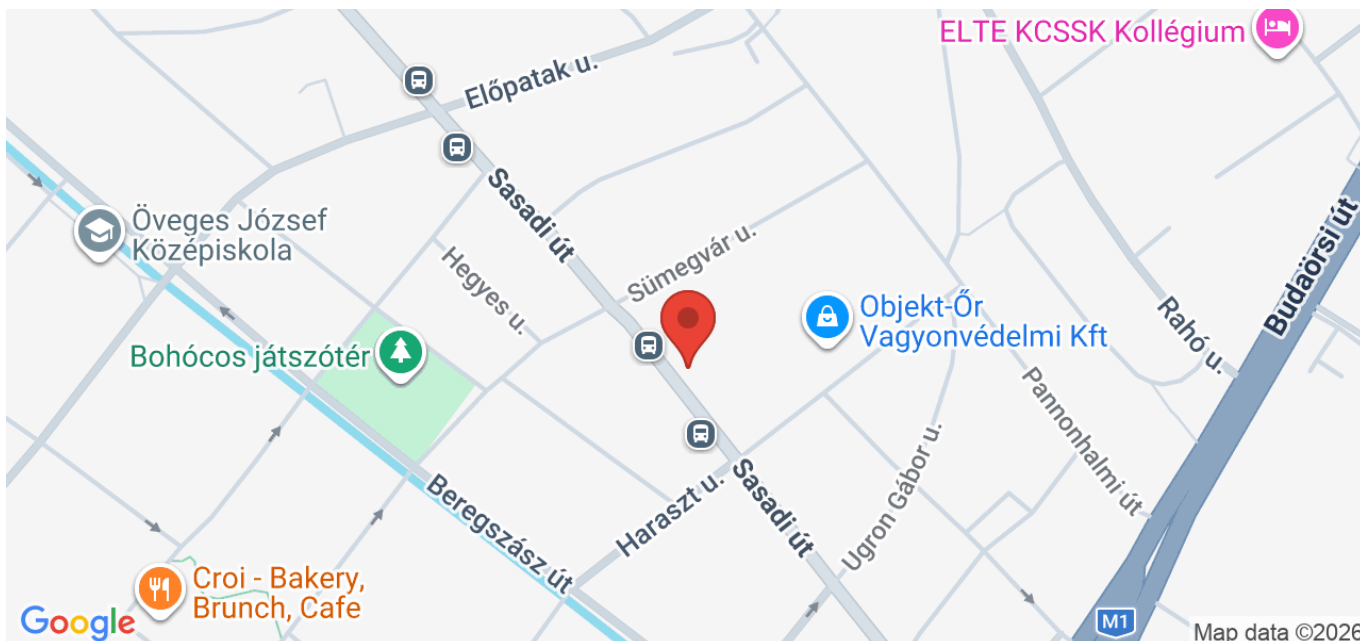 ELTE KCSSK Kollégium
Előpatak u.
Sasadi út
Öveges József
Középiskola
Hegyes u.
Sümegvár u.
Budaörsi út
Objekt-Őr
Vagyonvédelmi Kft
Rahó u.
Bohócos játszótér
Pannonhalmi út
Beregszász út
Haraszt u.
Sasadi út
Ugron Gábor u.
Croi - Bakery,
Brunch, Cafe
Google
M1
Map data ©2026